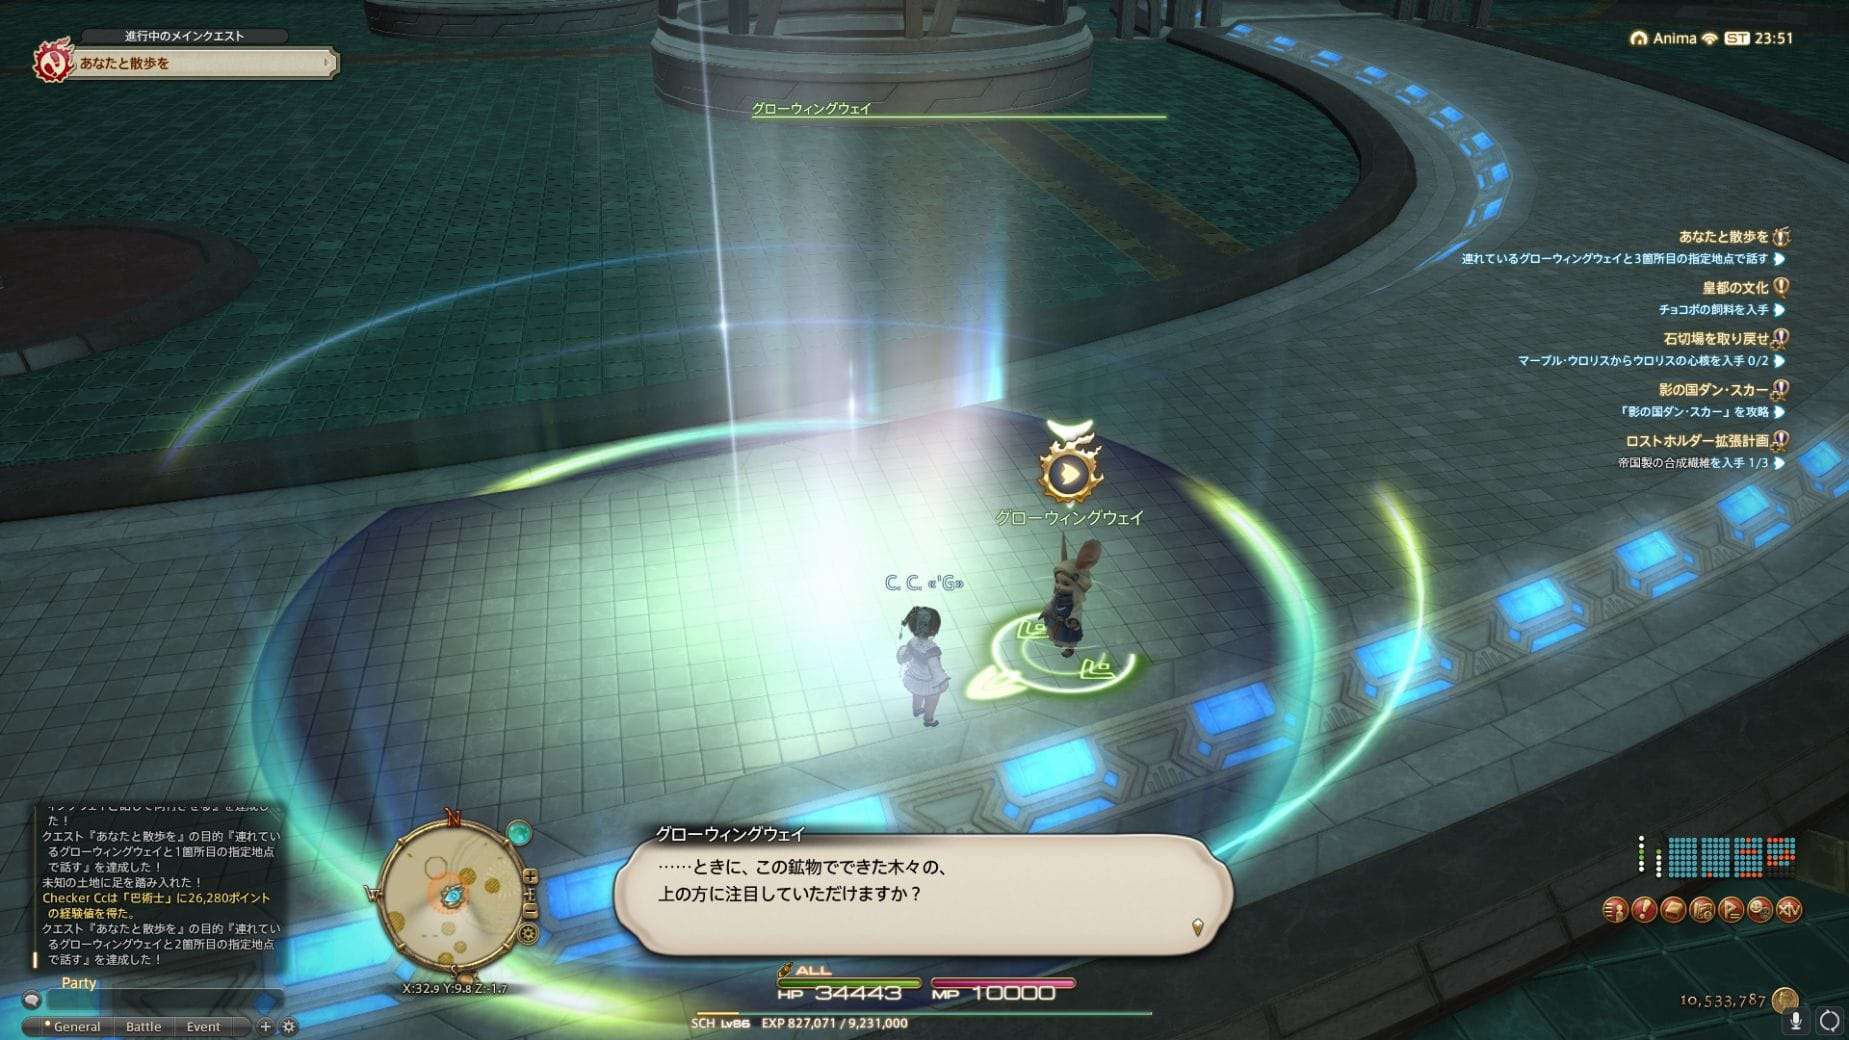 進行中のメインクエスト
あなたと散歩を
Anima ST 23:51
グローウィングウェイ
あなたと散歩を
連れているグローウィングウェイと3箇所目の指定地点で話す
皇都の文化
チョコボの飼料を入手
石切場を取り戻せ
マーブル・ウロリスからウロリスの心核を入手 0/2
影の国ダン・スカー
「影の国ダン・スカー」を攻略
ロストホルダー拡張計画
帝国製の合成繊維を入手 1/3
グローウィングウェイ
C. C. «'G»
た！
クエスト『あなたと散歩を』の目的『連れてい
るグローウィングウェイと1箇所目の指定地点
で話す』を達成した！
未知の土地に足を踏み入れた！
Checker Ccは「巴術士」に26,280ポイント
の経験値を得た。
クエスト『あなたと散歩を』の目的『連れてい
るグローウィングウェイと2箇所目の指定地点
で話す』を達成した！
Party
General Battle Event
N
W
X:32.9 Y:9.8 Z:-1.7
グローウィングウェイ
……ときに、この鉱物でできた木々の、
上の方に注目していただけますか？
ALL
HP 34443 MP 10000
SCH Lv86 EXP 827,071 / 9,231,000
XIV
10,533,787